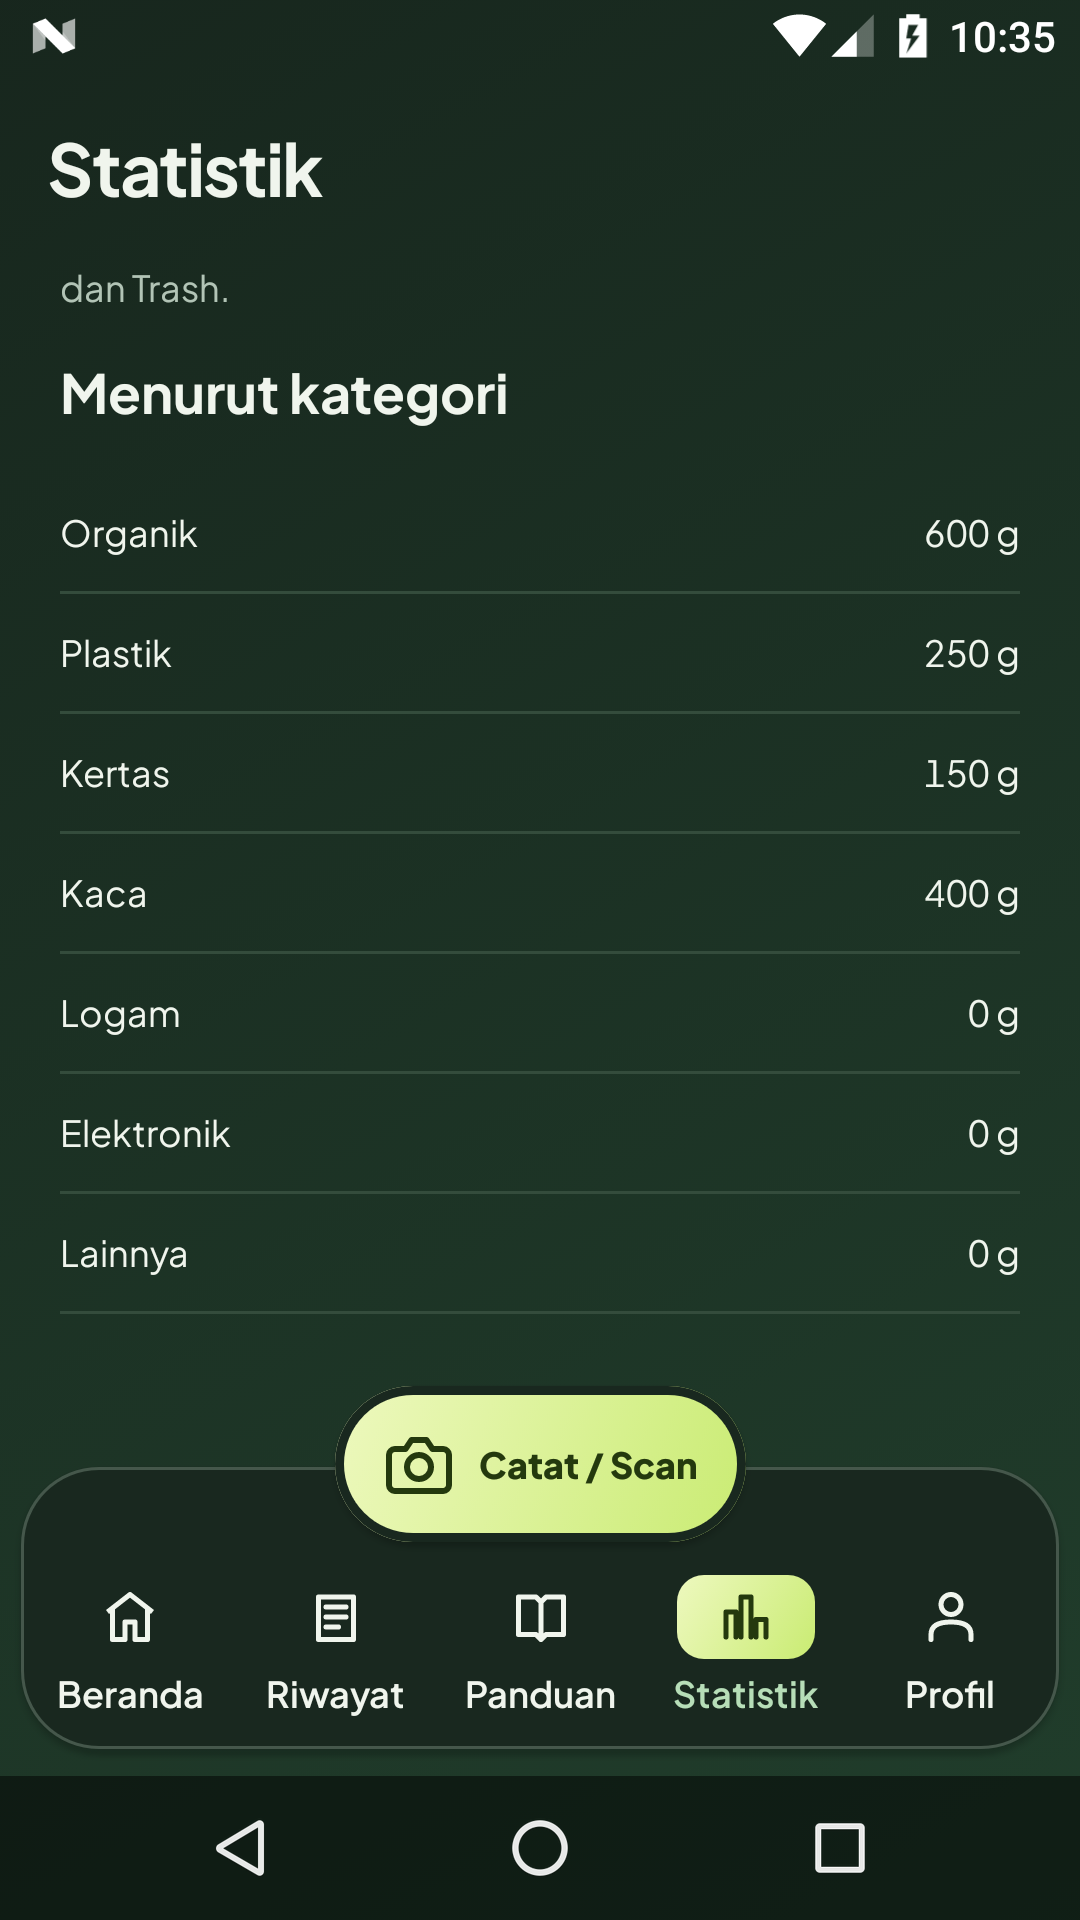 10:35
Statistik
dan Trash.
Menurut kategori
Organik 600 g
Plastik 250 g
Kertas 150 g
Kaca 400 g
Logam 0 g
Elektronik 0 g
Lainnya 0 g
Catat / Scan
Beranda Riwayat Panduan Statistik Profil